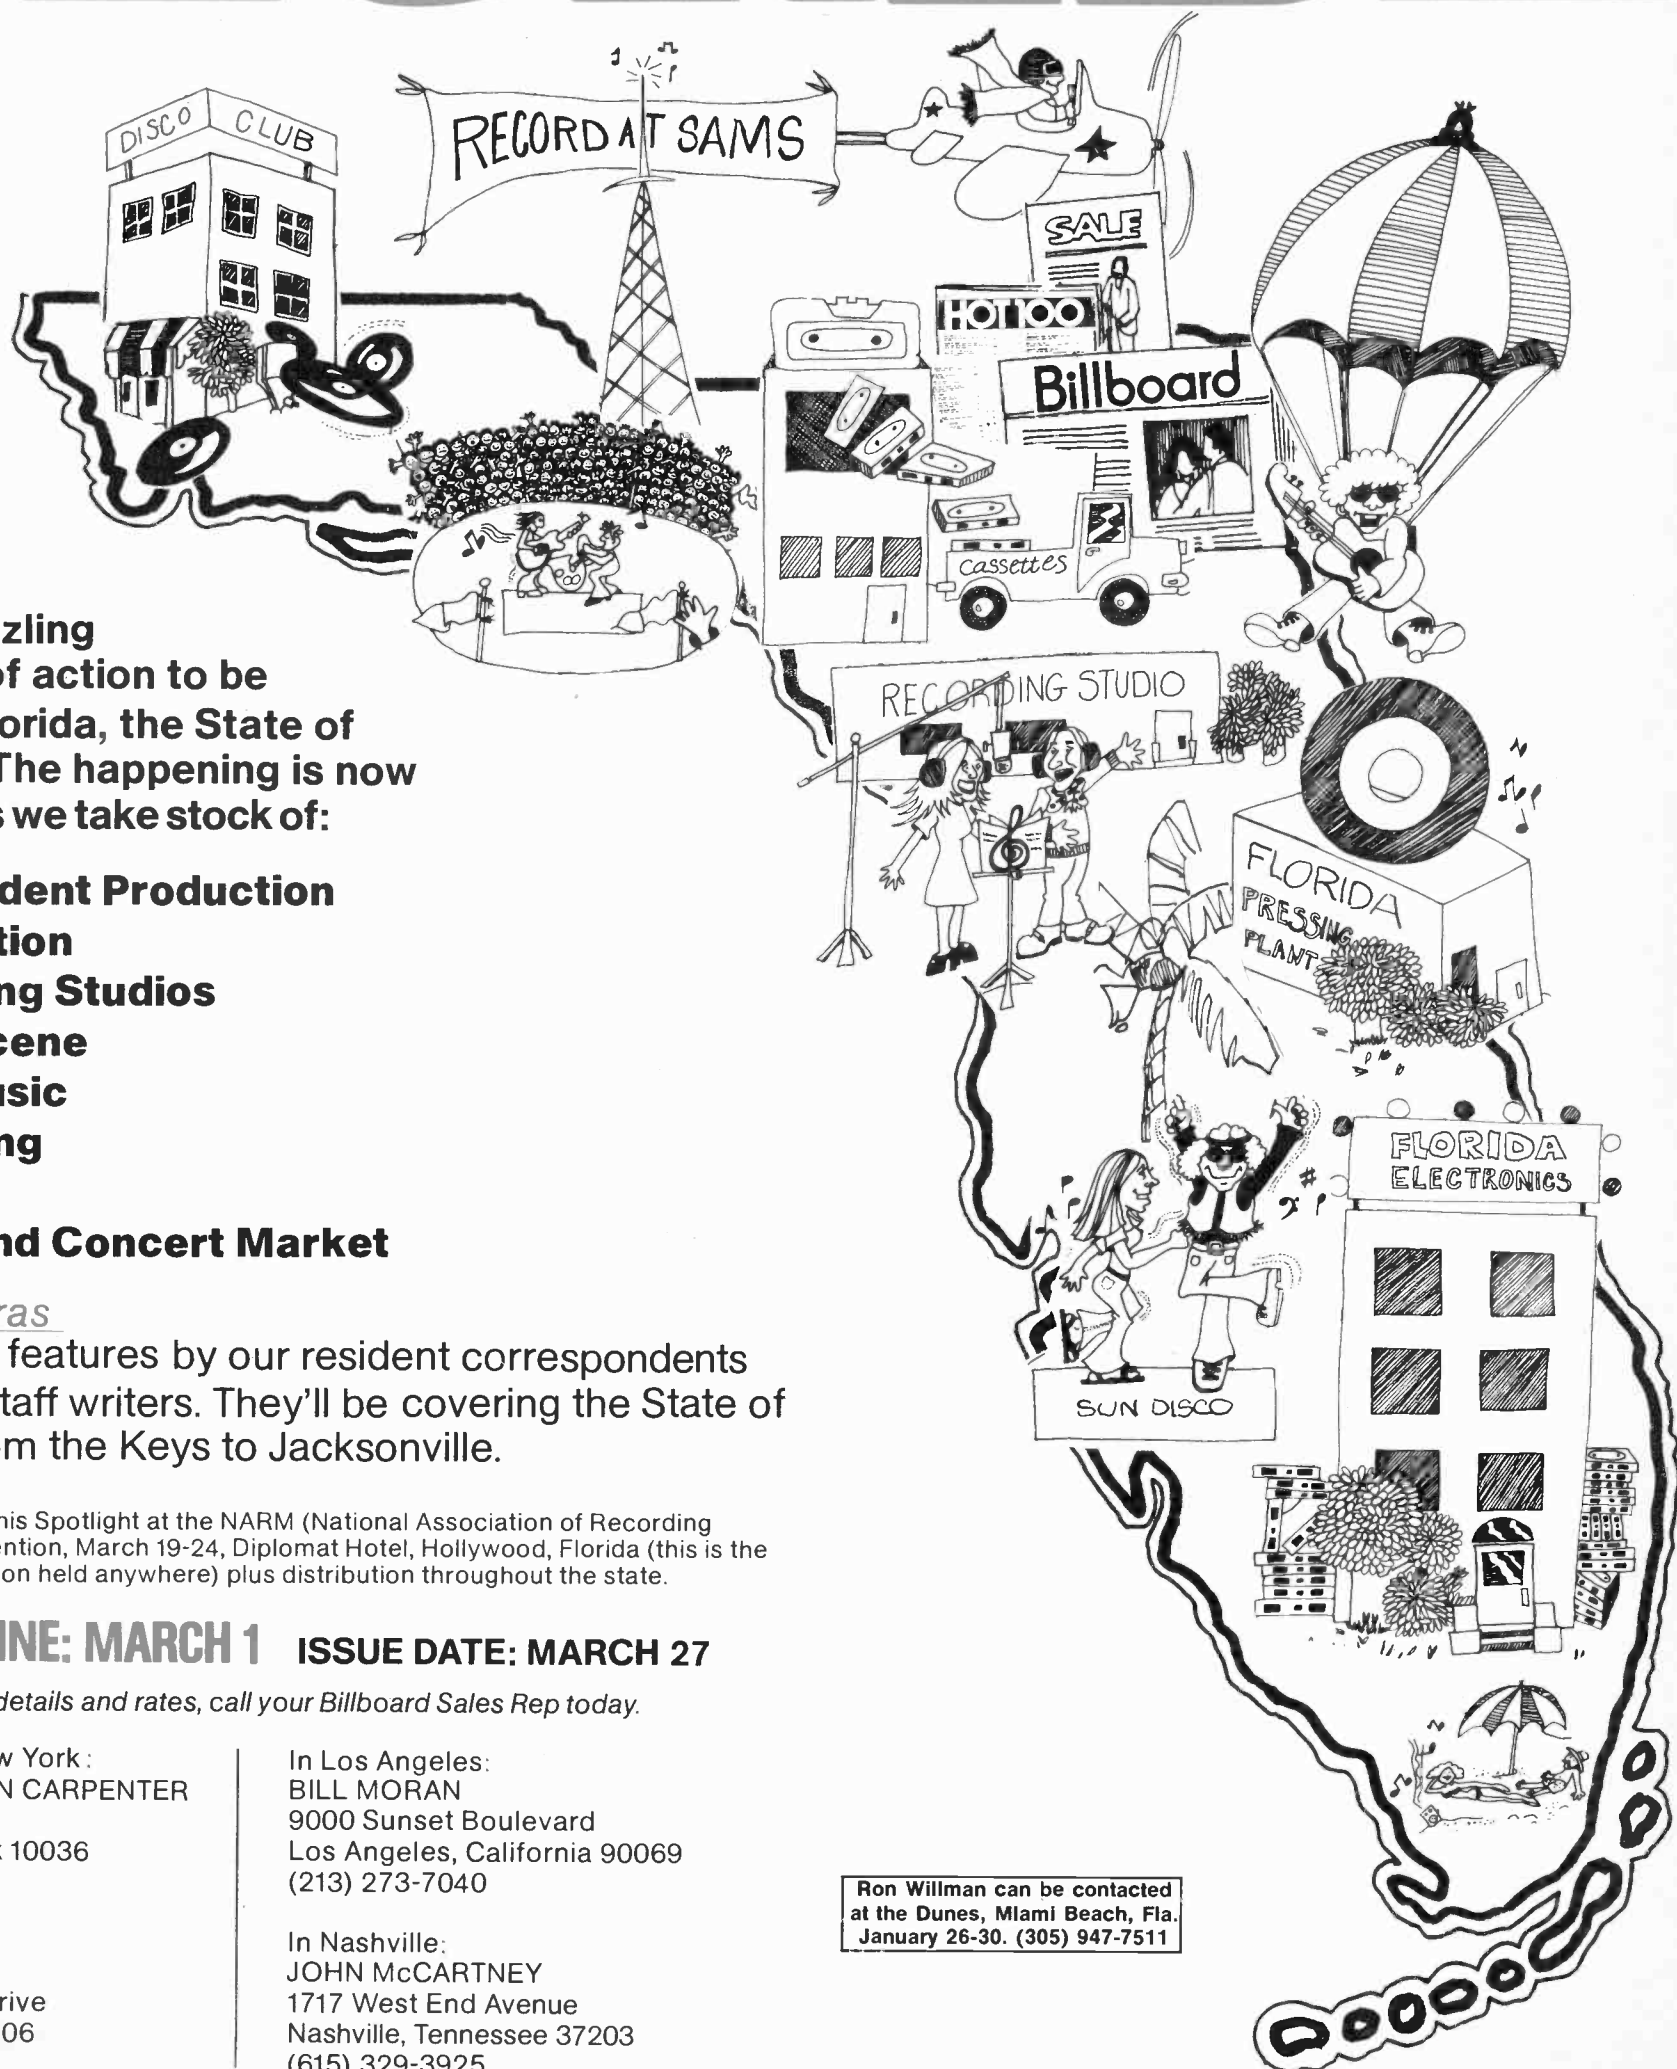 DISCO CLUB
RECORD AT SAMS
SALE
HOT 100
Billboard
cassettes
RECORDING STUDIO
FLORIDA
PRESSING
PLANT
FLORIDA
ELECTRONICS
SUN DISCO
zling
of action to be
orida, the State of
The happening is now
s we take stock of:
dent Production
tion
ng Studios
cene
usic
ng
nd Concert Market
ras
features by our resident correspondents
taff writers. They'll be covering the State of
m the Keys to Jacksonville.
his Spotlight at the NARM (National Association of Recording
ention, March 19-24, Diplomat Hotel, Hollywood, Florida (this is the
on held anywhere) plus distribution throughout the state.
INE: MARCH 1 ISSUE DATE: MARCH 27
details and rates, call your Billboard Sales Rep today.
w York:
N CARPENTER
10036
rive
06
In Los Angeles:
BILL MORAN
9000 Sunset Boulevard
Los Angeles, California 90069
(213) 273-7040
In Nashville:
JOHN McCARTNEY
1717 West End Avenue
Nashville, Tennessee 37203
(615) 329-3925
Ron Willman can be contacted
at the Dunes, Miami Beach, Fla.
January 26-30. (305) 947-7511